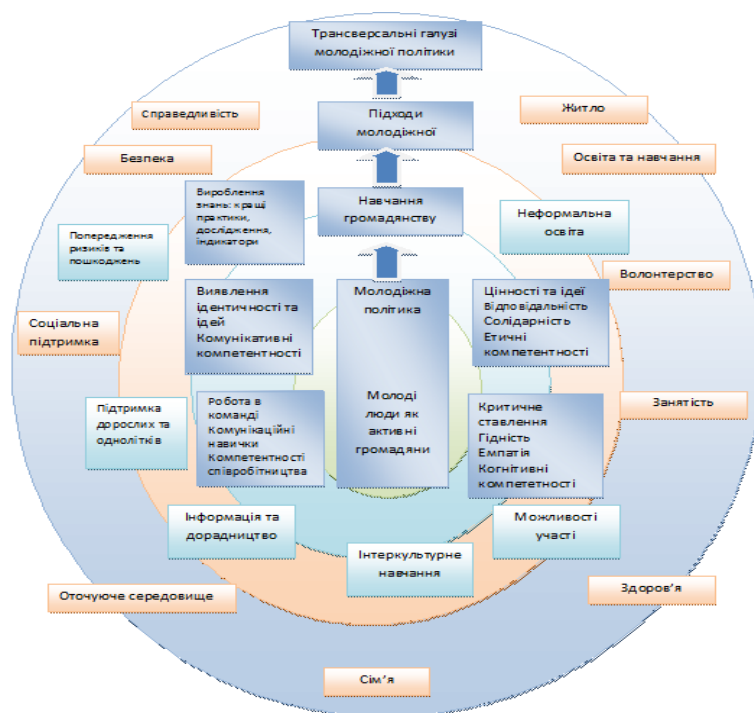 Трансверсальні галузі
молодіжної політики
Справедливість
Підходи
молодіжної
Житло
Безпека
Освіта та навчання
Вироблення
знань: кращі
практики,
дослідження,
індикатори
Навчання
громадянству
Неформальна
освіта
Попередження
ризиків та
пошкоджень
Волонтерство
Виявлення
ідентичності та
ідей
Комунікативні
компетентності
Молодіжна
політика
Молоді
люди як
активні
громадяни
Цінності та ідеї
Відповідальність
Солідарність
Етичні
компетентності
Соціальна
підтримка
Робота в
команді
Комунікаційні
навички
Компетентності
співробітництва
Критичне
ставлення
Гідність
Емпатія
Когнітивні
компететності
Занятість
Підтримка
дорослих та
однолітків
Інформація та
дорадництво
Інтеркультурне
навчання
Можливості
участі
Оточуюче середовище
Здоров’я
Сім’я